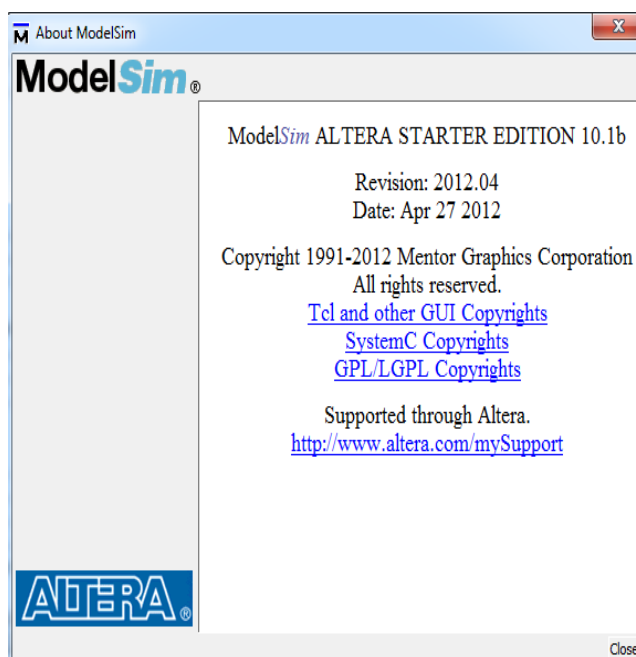 About ModelSim
ModelSim®
ModelSim ALTERA STARTER EDITION 10.1b
Revision: 2012.04
Date: Apr 27 2012
Copyright 1991-2012 Mentor Graphics Corporation
All rights reserved.
Tcl and other GUI Copyrights
SystemC Copyrights
GPL/LGPL Copyrights
Supported through Altera.
http://www.altera.com/mySupport
ALTERA®
Close